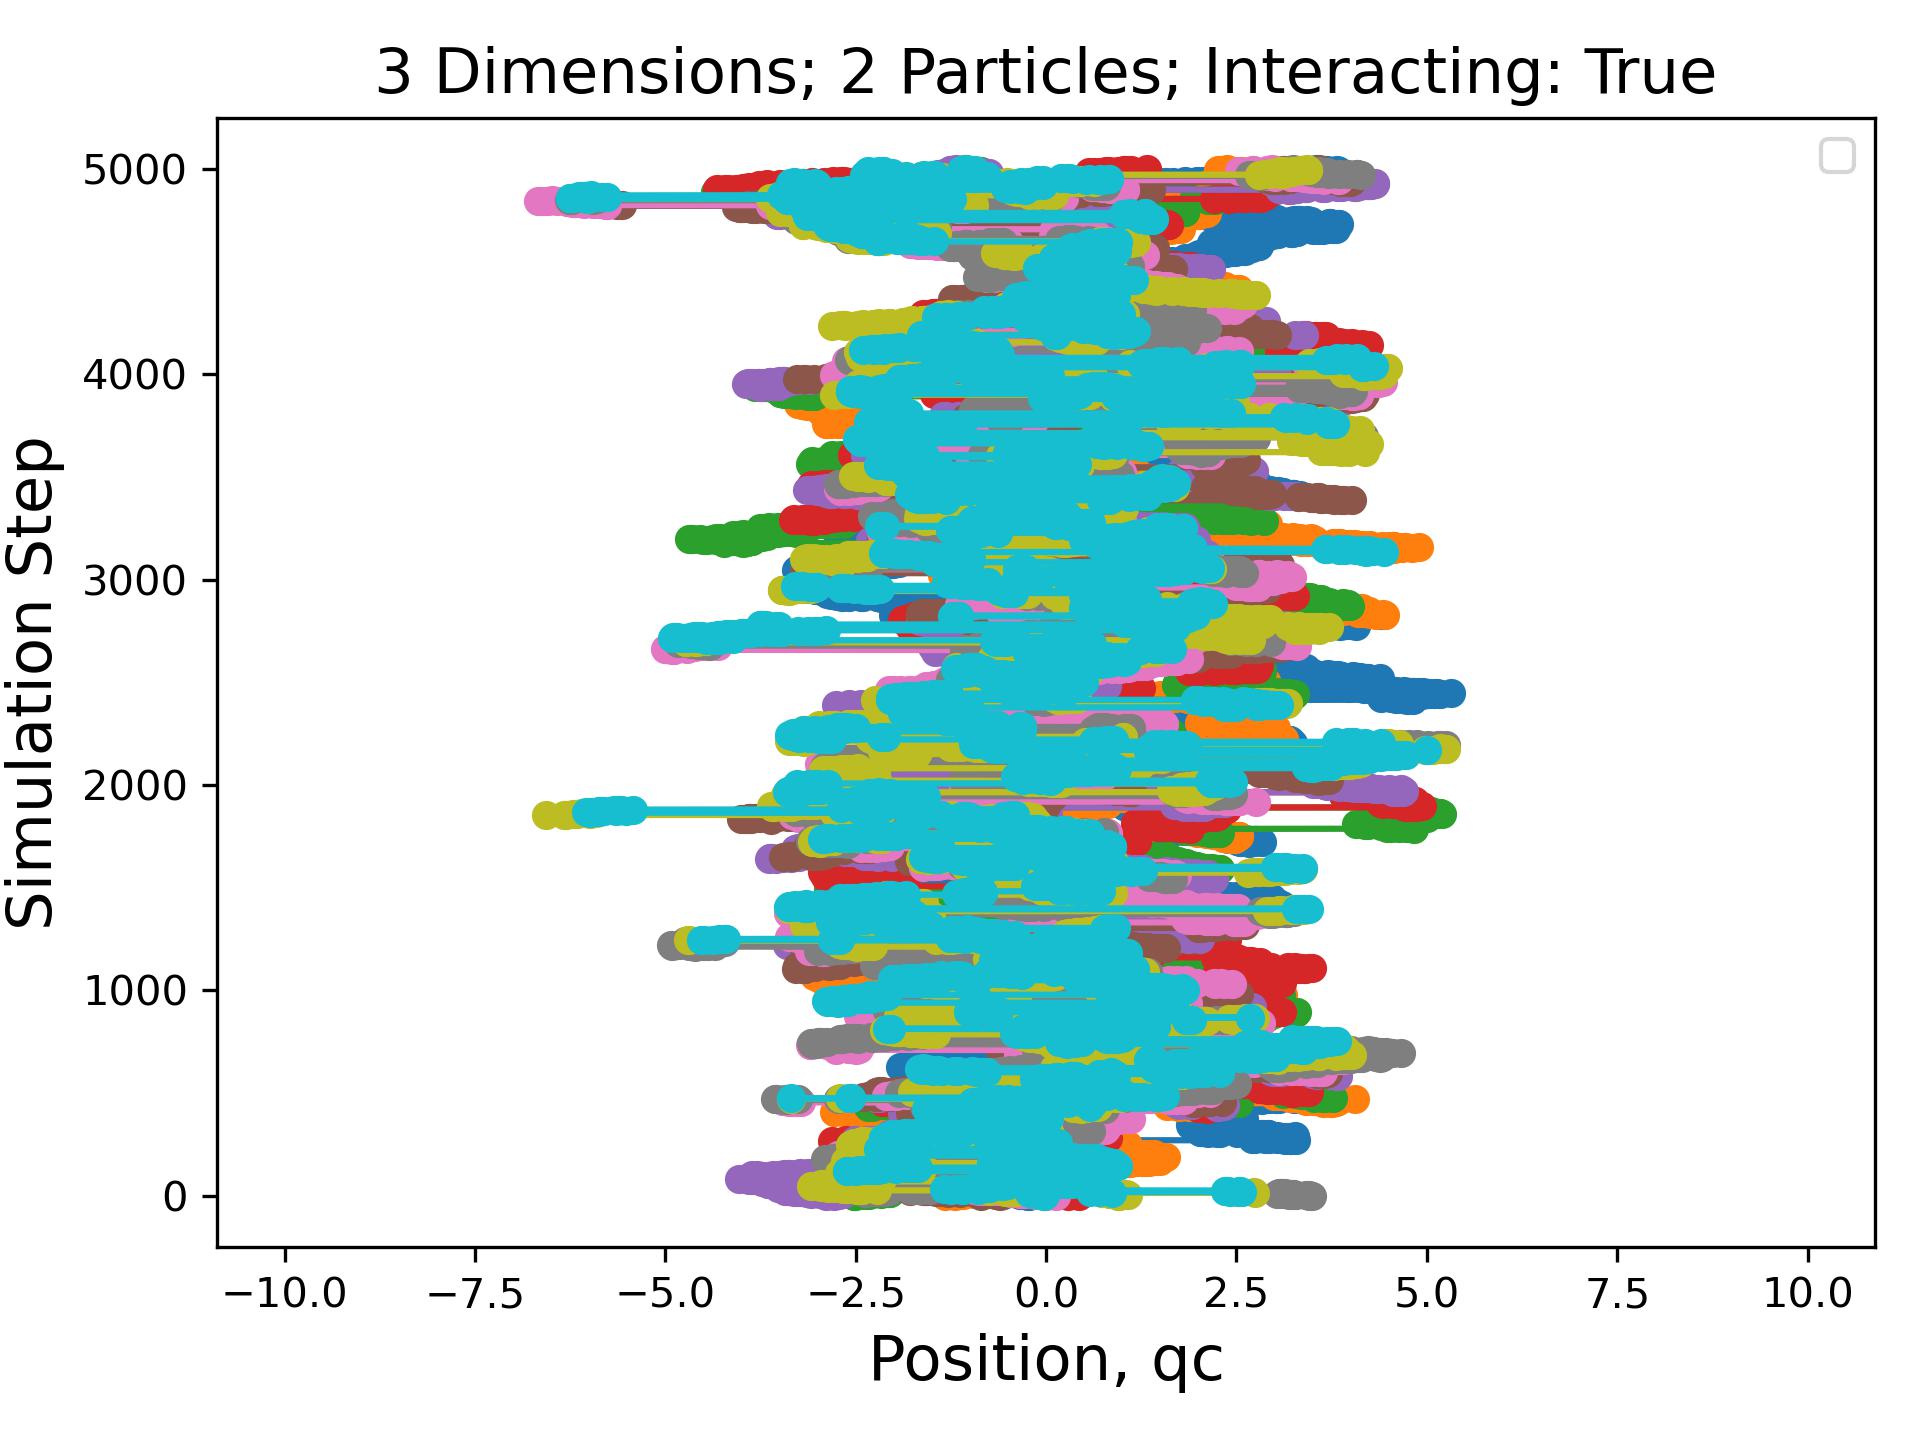 3 Dimensions; 2 Particles; Interacting: True
Simulation Step
5000
4000
3000
2000
1000
0
−10.0 −7.5 −5.0 −2.5 0.0 2.5 5.0 7.5 10.0
Position, qc